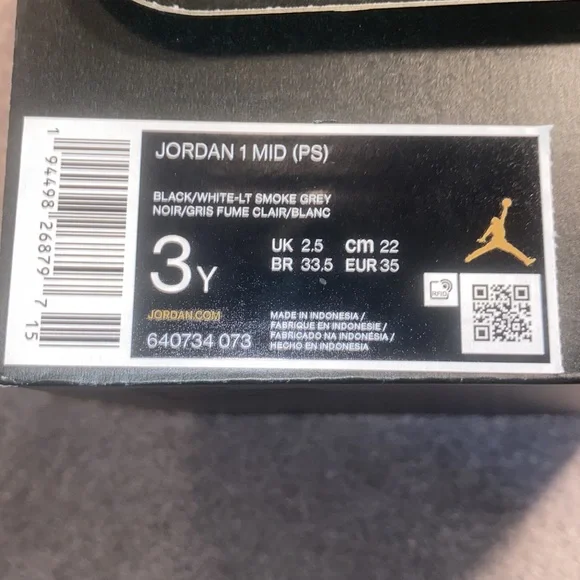 JORDAN 1 MID (PS)
BLACK/WHITE-LT SMOKE GREY
NOIR/GRIS FUME CLAIR/BLANC
3Y
UK 2.5 cm 22
BR 33.5 EUR 35
JORDAN.COM
640734 073
MADE IN INDONESIA/
FABRIQUE EN INDONESIE/
FABRICADO NA INDONESIA/
HECHO EN INDONESIA
RFID
1 94498 26879 7 15